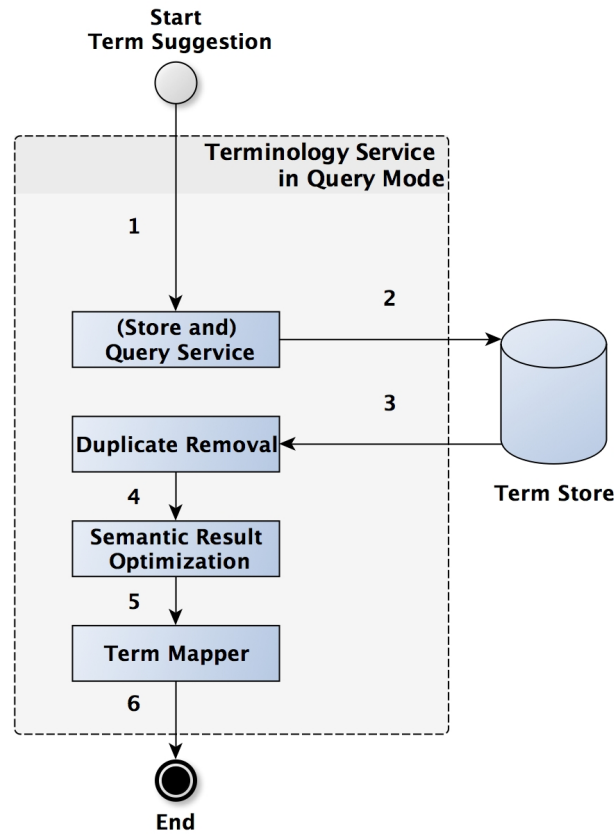 Start
Term Suggestion
Terminology Service
in Query Mode
1
2
(Store and)
Query Service
3
Duplicate Removal
Term Store
4
Semantic Result
Optimization
5
Term Mapper
6
End